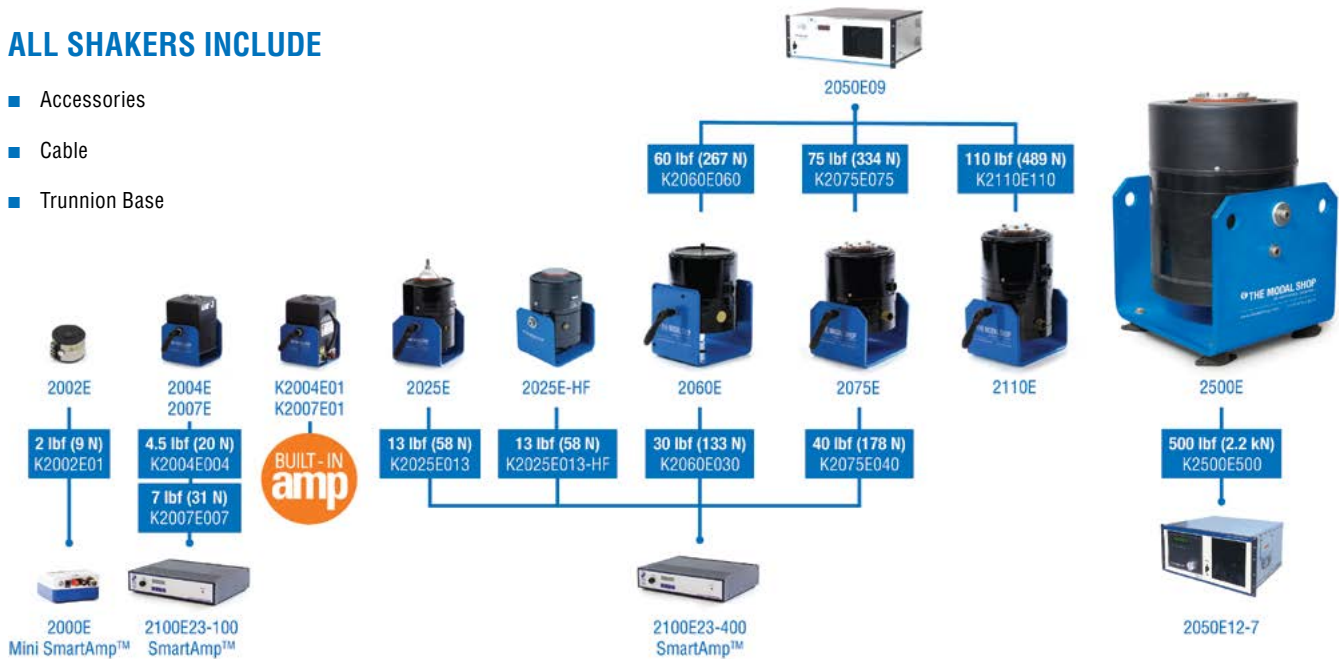 ALL SHAKERS INCLUDE
■ Accessories
■ Cable
■ Trunnion Base
2050E09
60 lbf (267 N)
K2060E060
75 lbf (334 N)
K2075E075
110 lbf (489 N)
K2110E110
THE MODAL SHOP
2002E
2004E
2007E
K2004E01
K2007E01
2025E
2025E-HF
2060E
2075E
2110E
2500E
2 lbf (9 N)
K2002E01
4.5 lbf (20 N)
K2004E004
7 lbf (31 N)
K2007E007
BUILT-IN
amp
13 lbf (58 N)
K2025E013
13 lbf (58 N)
K2025E013-HF
30 lbf (133 N)
K2060E030
40 lbf (178 N)
K2075E040
500 lbf (2.2 kN)
K2500E500
2000E
Mini SmartAmp™
2100E23-100
SmartAmp™
2100E23-400
SmartAmp™
2050E12-7